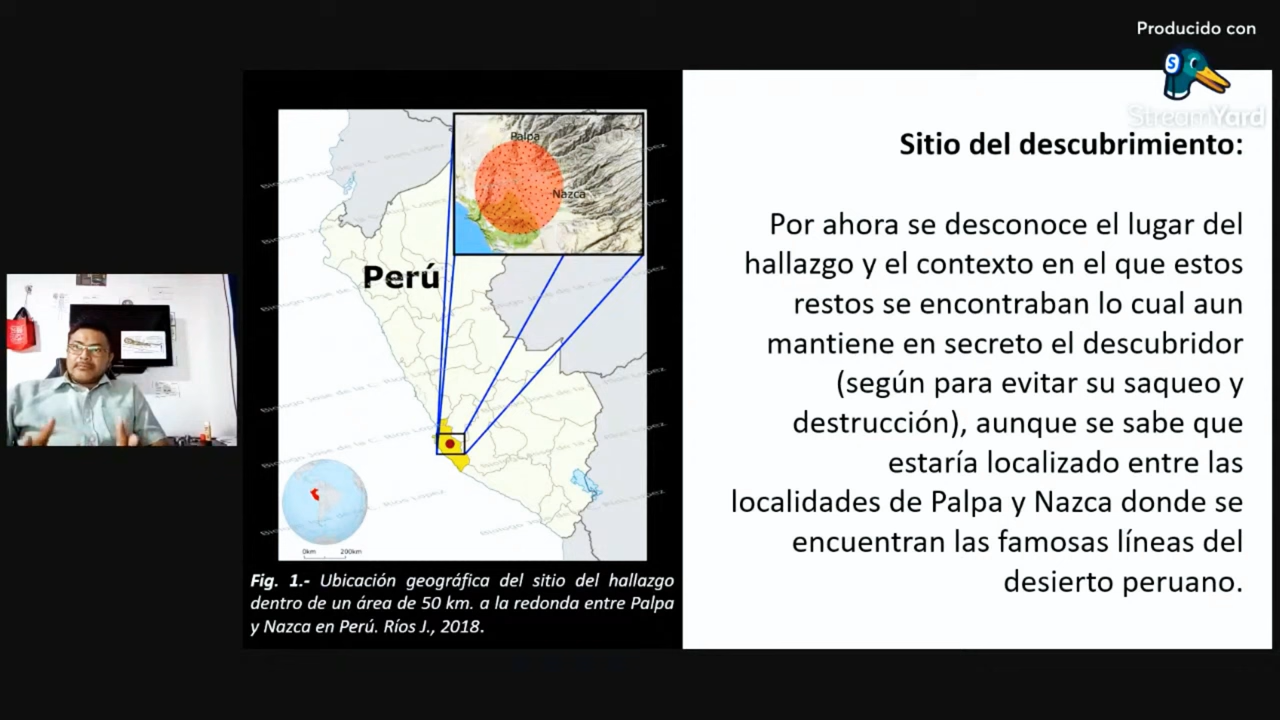 Producido con
StreamYard
Palpa
Nazca
Perú
0km 200km
Fig. 1.- Ubicación geográfica del sitio del hallazgo
dentro de un área de 50 km. a la redonda entre Palpa
y Nazca en Perú. Ríos J., 2018.
Sitio del descubrimiento:
Por ahora se desconoce el lugar del
hallazgo y el contexto en el que estos
restos se encontraban lo cual aun
mantiene en secreto el descubridor
(según para evitar su saqueo y
destrucción), aunque se sabe que
estaría localizado entre las
localidades de Palpa y Nazca donde se
encuentran las famosas líneas del
desierto peruano.